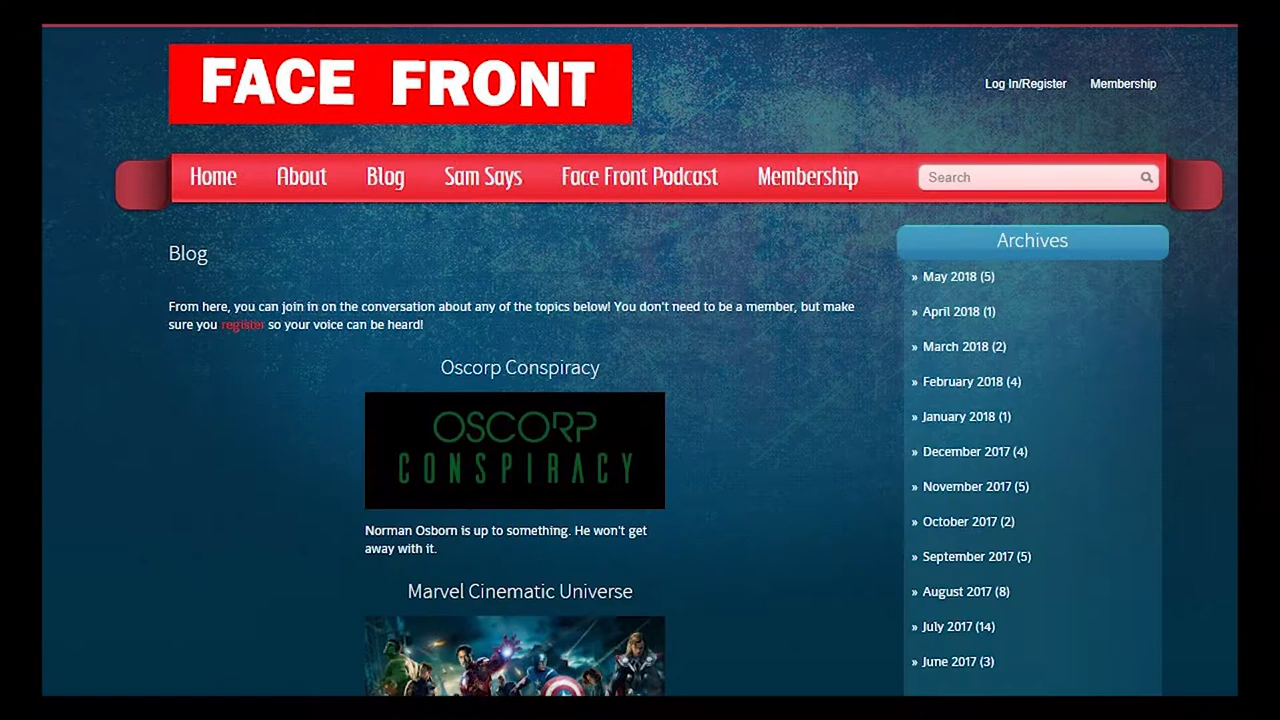 FACE FRONT
Log In/Register Membership
Home About Blog Sam Says Face Front Podcast Membership Search
Blog
From here, you can join in on the conversation about any of the topics below! You don't need to be a member, but make
sure you register so your voice can be heard!
Oscorp Conspiracy
OSCORP
CONSPIRACY
Norman Osborn is up to something. He won't get
away with it.
Marvel Cinematic Universe
Archives
» May 2018 (5)
» April 2018 (1)
» March 2018 (2)
» February 2018 (4)
» January 2018 (1)
» December 2017 (4)
» November 2017 (5)
» October 2017 (2)
» September 2017 (5)
» August 2017 (8)
» July 2017 (14)
» June 2017 (3)